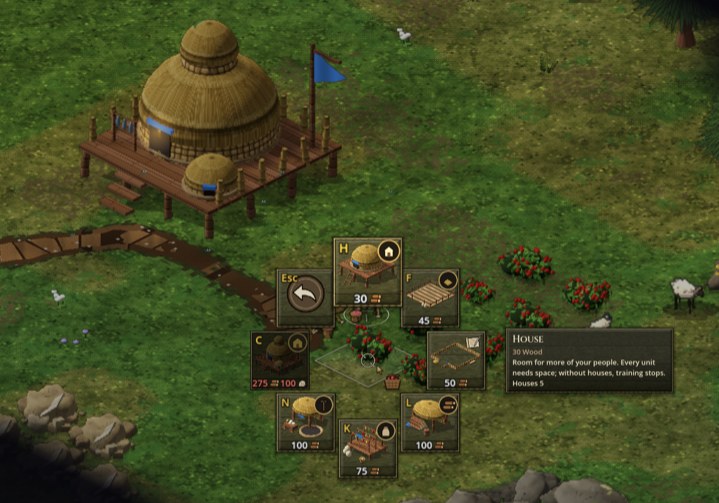 H
30
Esc
F
45
C
275 100
50
HOUSE
30 Wood
Room for more of your people. Every unit
needs space; without houses, training stops.
Houses 5
N
100
K
75
L
100